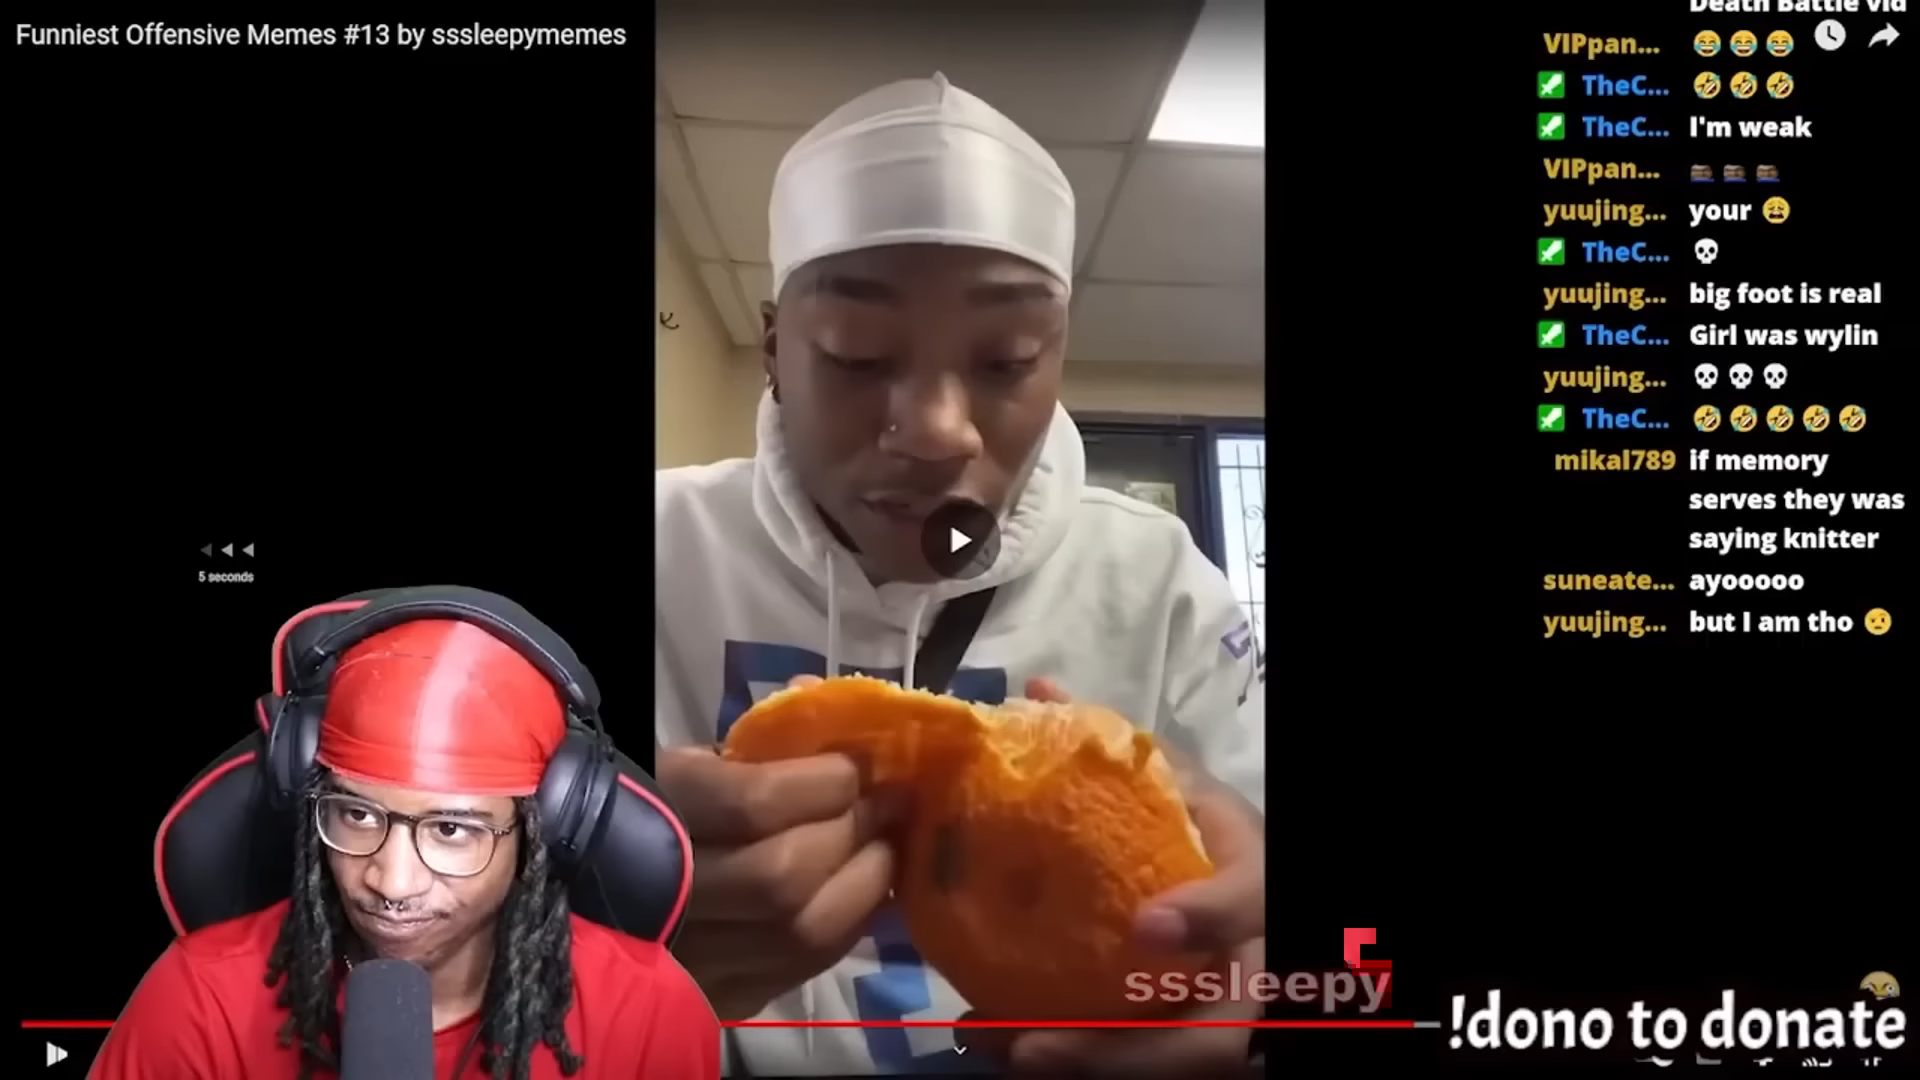 Funniest Offensive Memes #13 by sssleepymemes
Death Battle vid
VIPpan... 😂 😂 😂
TheC... 🤣 🤣 🤣
TheC... I'm weak
VIPpan...
yuujing... your 😩
TheC... 💀
yuujing... big foot is real
TheC... Girl was wylin
yuujing... 💀 💀 💀
TheC... 🤣 🤣 🤣 🤣 🤣
mikal789 if memory
serves they was
saying knitter
suneate... ayooooo
yuujing... but I am tho 🤨
5 seconds
sssleepy
!dono to donate